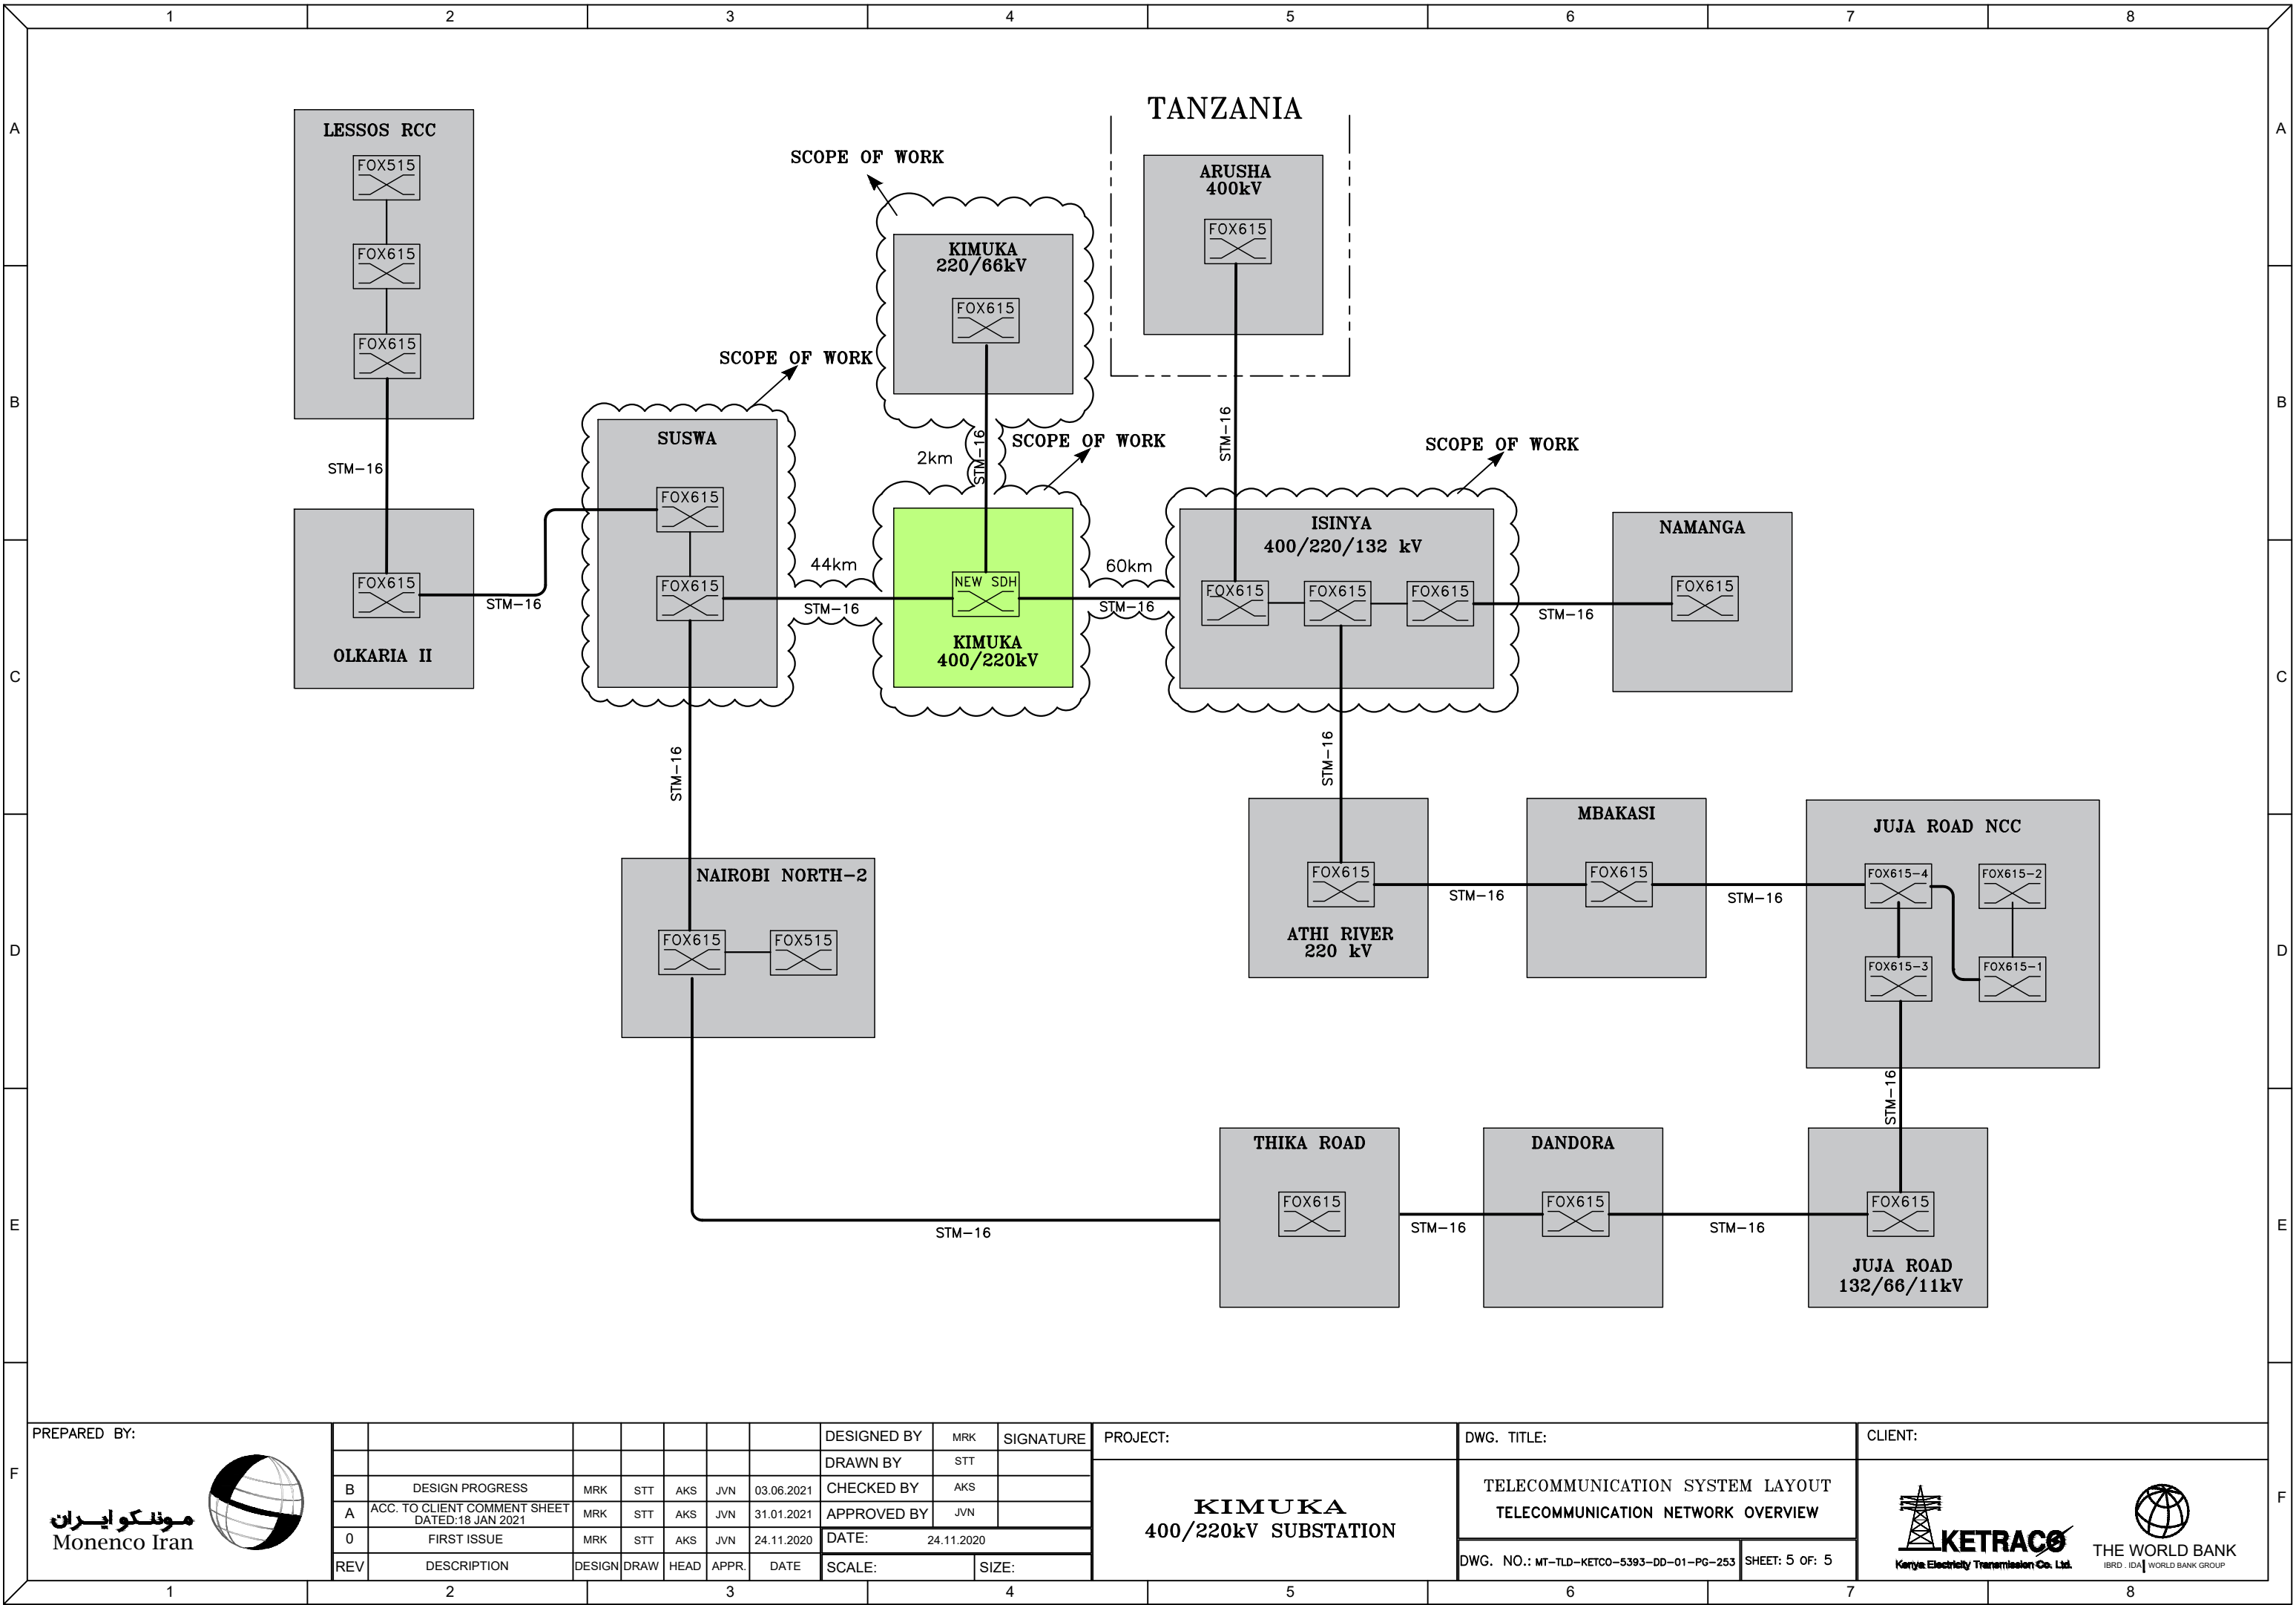 1 2 3 4 5 6 7 8
A
B
C
D
E
F
A
B
C
D
E
F
LESSOS RCC
FOX515
FOX615
FOX615
STM-16
FOX615
STM-16
OLKARIA II
SCOPE OF WORK
SUSWA
FOX615
FOX615
STM-16
44km
STM-16
SCOPE OF WORK
KIMUKA
220/66kV
FOX615
STM-16
2km
SCOPE OF WORK
NEW SDH
KIMUKA
400/220kV
60km
STM-16
TANZANIA
ARUSHA
400kV
FOX615
STM-16
SCOPE OF WORK
ISINYA
400/220/132 kV
FOX615
FOX615
FOX615
STM-16
NAMANGA
FOX615
STM-16
NAIROBI NORTH-2
FOX615
FOX515
STM-16
FOX615
ATHI RIVER
220 kV
STM-16
MBAKASI
FOX615
STM-16
JUJA ROAD NCC
FOX615-4
FOX615-2
FOX615-3
FOX615-1
STM-16
THIKA ROAD
FOX615
STM-16
DANDORA
FOX615
STM-16
FOX615
JUJA ROAD
132/66/11kV
PREPARED BY:
مونِنکو ایران
Monenco Iran
B DESIGN PROGRESS MRK STT AKS JVN 03.06.2021
A ACC. TO CLIENT COMMENT SHEET DATED:18 JAN 2021 MRK STT AKS JVN 31.01.2021
0 FIRST ISSUE MRK STT AKS JVN 24.11.2020
REV DESCRIPTION DESIGN DRAW HEAD APPR. DATE
DESIGNED BY MRK SIGNATURE
DRAWN BY STT
CHECKED BY AKS
APPROVED BY JVN
DATE: 24.11.2020
SCALE: SIZE:
PROJECT:
KIMUKA
400/220kV SUBSTATION
DWG. TITLE:
TELECOMMUNICATION SYSTEM LAYOUT
TELECOMMUNICATION NETWORK OVERVIEW
DWG. NO.: MT-TLD-KETCO-5393-DD-01-PG-253 SHEET: 5 OF: 5
CLIENT:
KETRACO
Kenya Electricity Transmission Co. Ltd.
THE WORLD BANK
IBRD . IDA | WORLD BANK GROUP
1 2 3 4 5 6 7 8